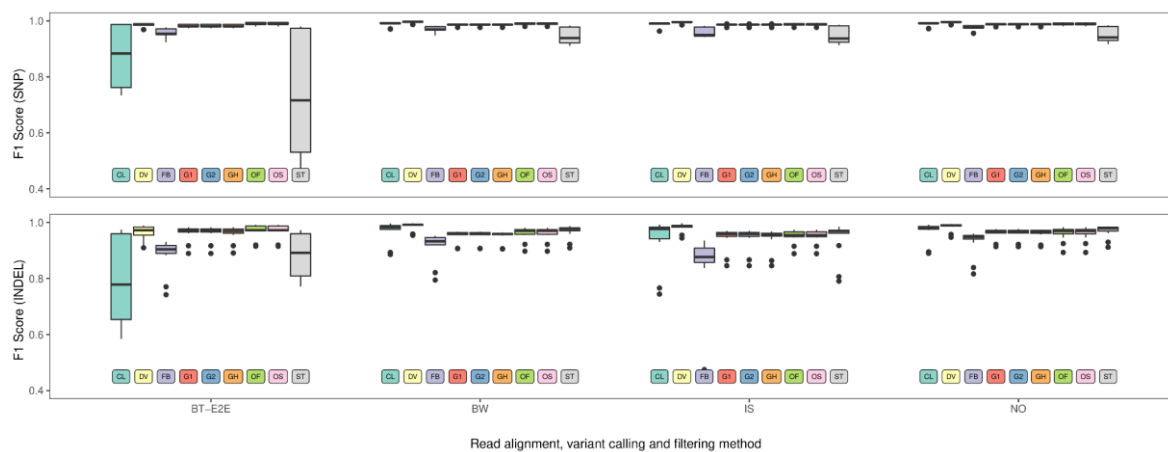 F1 Score (SNP)
1.0
0.8
0.6
0.4
CL DV FB G1 G2 GH OF OS ST CL DV FB G1 G2 GH OF OS ST CL DV FB G1 G2 GH OF OS ST CL DV FB G1 G2 GH OF OS ST
F1 Score (INDEL)
1.0
0.8
0.6
0.4
CL DV FB G1 G2 GH OF OS ST CL DV FB G1 G2 GH OF OS ST CL DV FB G1 G2 GH OF OS ST CL DV FB G1 G2 GH OF OS ST
BT−E2E BW IS NO
Read alignment, variant calling and filtering method